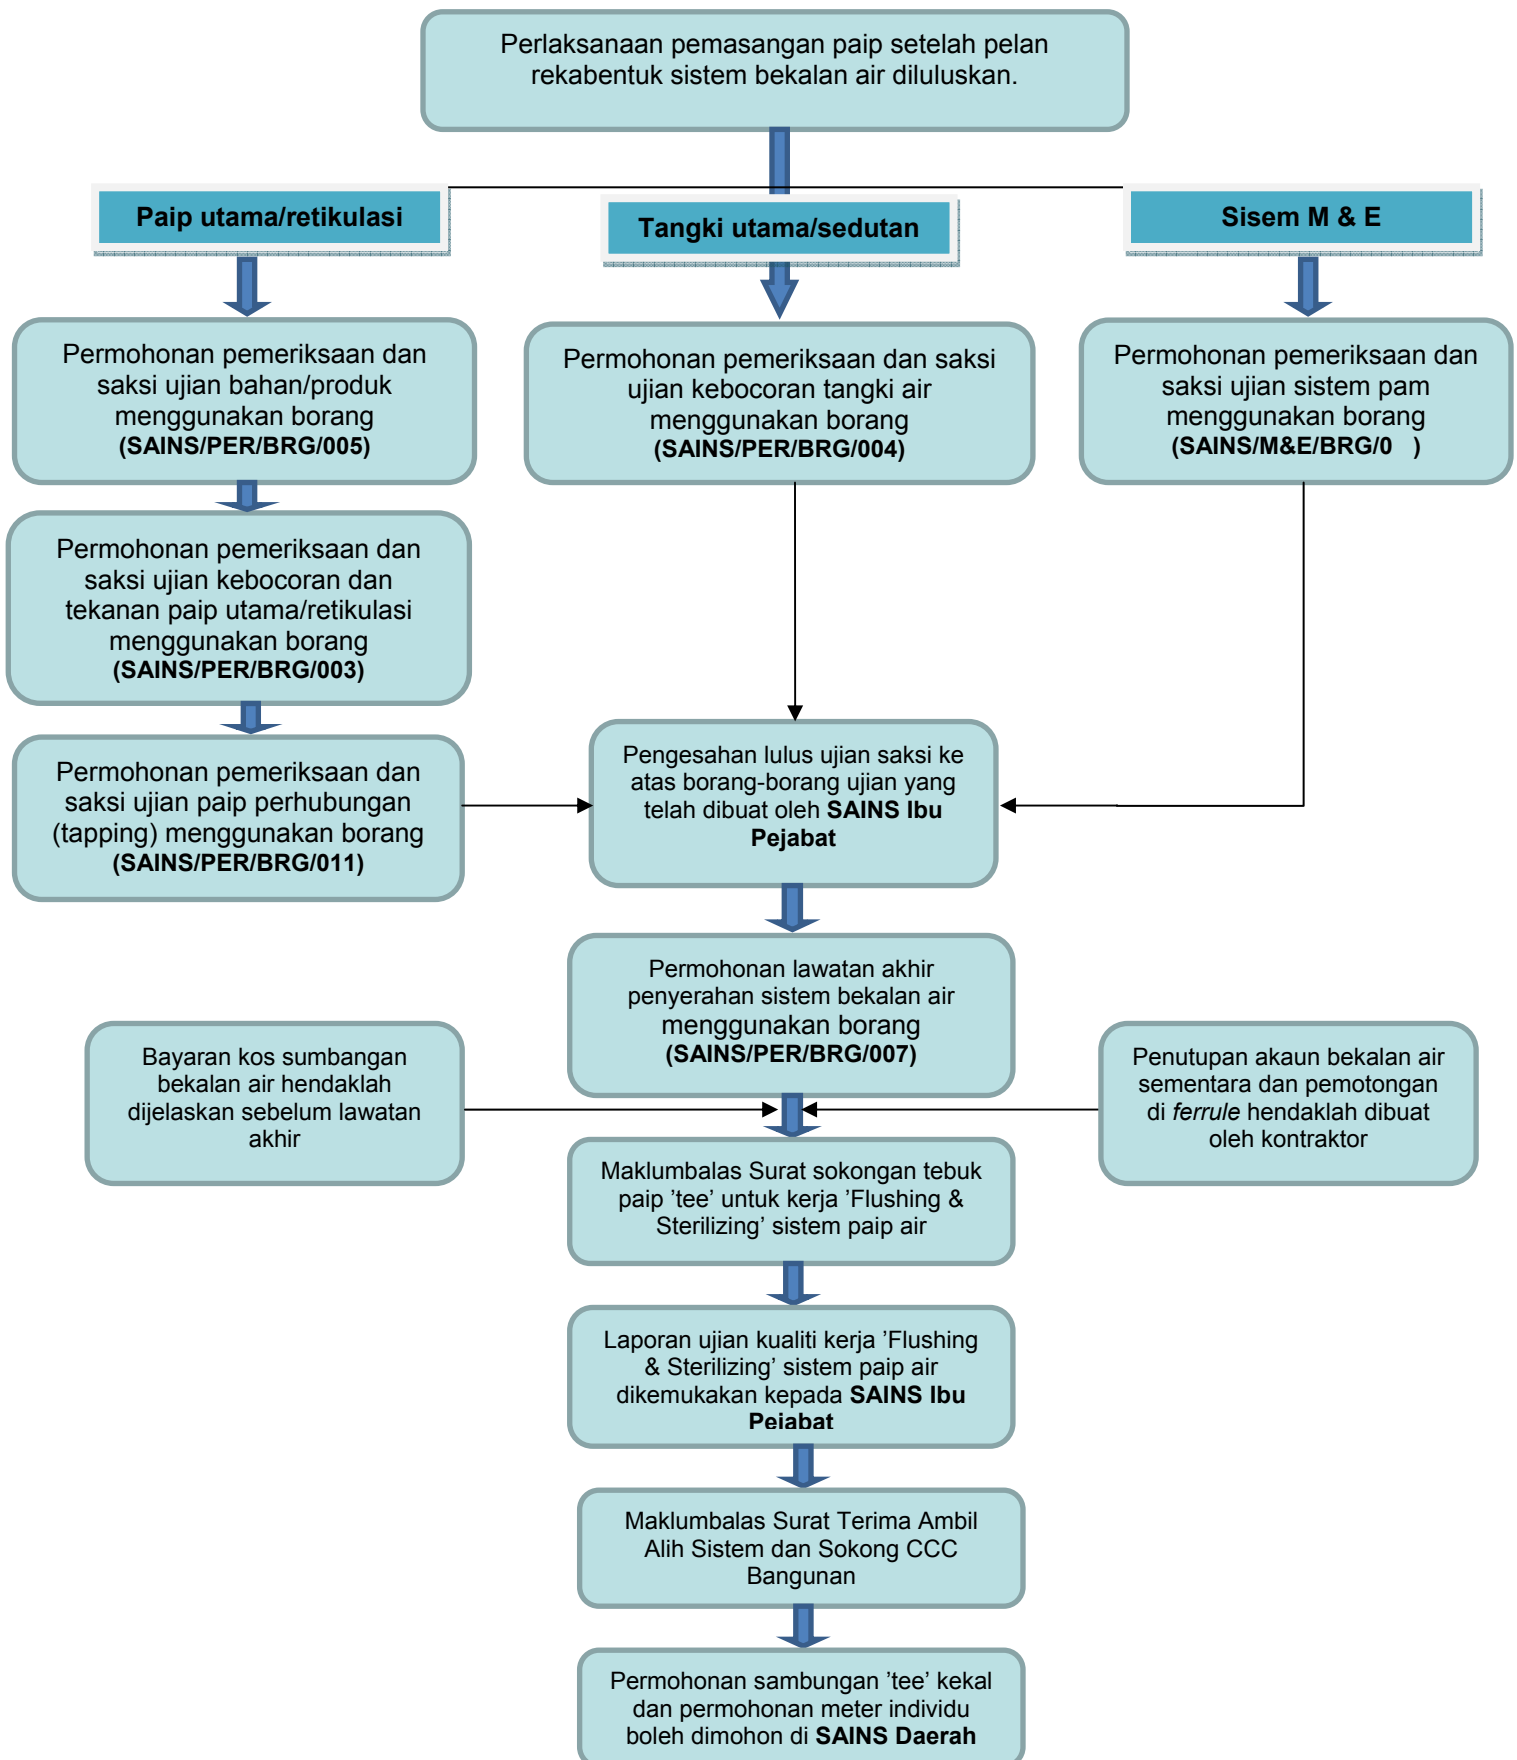 Perlaksanaan pemasangan paip setelah pelan
rekabentuk sistem bekalan air diluluskan.
Paip utama/retikulasi
Tangki utama/sedutan
Sisem M & E
Permohonan pemeriksaan dan
saksi ujian bahan/produk
menggunakan borang
(SAINS/PER/BRG/005)
Permohonan pemeriksaan dan saksi
ujian kebocoran tangki air
menggunakan borang
(SAINS/PER/BRG/004)
Permohonan pemeriksaan dan
saksi ujian sistem pam
menggunakan borang
(SAINS/M&E/BRG/0   )
Permohonan pemeriksaan dan
saksi ujian kebocoran dan
tekanan paip utama/retikulasi
menggunakan borang
(SAINS/PER/BRG/003)
Permohonan pemeriksaan dan
saksi ujian paip perhubungan
(tapping) menggunakan borang
(SAINS/PER/BRG/011)
Pengesahan lulus ujian saksi ke
atas borang-borang ujian yang
telah dibuat oleh SAINS Ibu
Pejabat
Permohonan lawatan akhir
penyerahan sistem bekalan air
menggunakan borang
(SAINS/PER/BRG/007)
Bayaran kos sumbangan
bekalan air hendaklah
dijelaskan sebelum lawatan
akhir
Penutupan akaun bekalan air
sementara dan pemotongan
di ferrule hendaklah dibuat
oleh kontraktor
Maklumbalas Surat sokongan tebuk
paip ’tee’ untuk kerja ’Flushing &
Sterilizing’ sistem paip air
Laporan ujian kualiti kerja ’Flushing
& Sterilizing’ sistem paip air
dikemukakan kepada SAINS Ibu
Pejabat
Maklumbalas Surat Terima Ambil
Alih Sistem dan Sokong CCC
Bangunan
Permohonan sambungan ’tee’ kekal
dan permohonan meter individu
boleh dimohon di SAINS Daerah